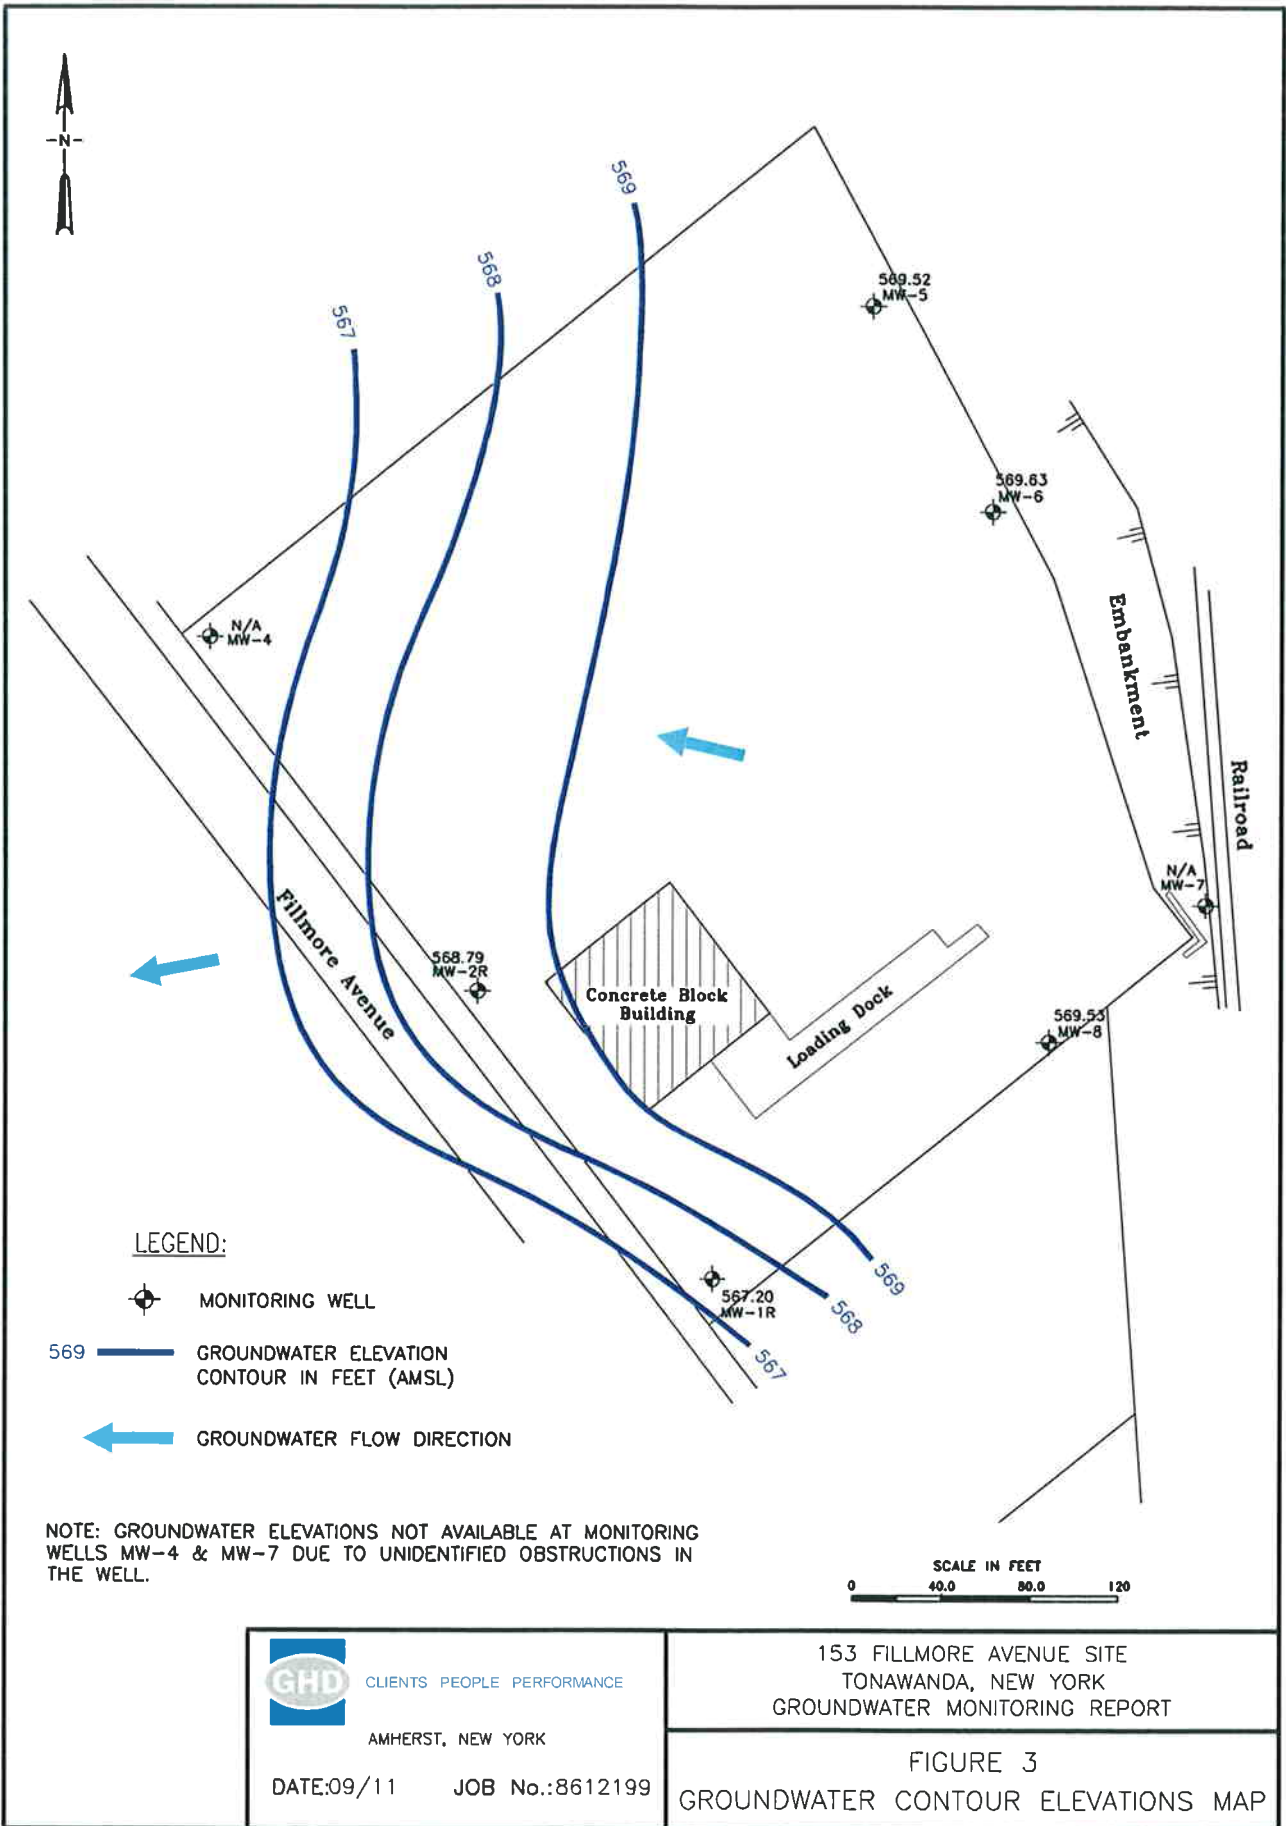 -N-
569
568
567
569.52
MW-5
569.63
MW-6
N/A
MW-4
Embankment
Railroad
N/A
MW-7
Fillmore Avenue
568.79
MW-2R
Concrete Block
Building
Loading Dock
569.53
MW-8
567.20
MW-1R
569
568
567
LEGEND:
MONITORING WELL
569
GROUNDWATER ELEVATION
CONTOUR IN FEET (AMSL)
GROUNDWATER FLOW DIRECTION
NOTE: GROUNDWATER ELEVATIONS NOT AVAILABLE AT MONITORING
WELLS MW-4 & MW-7 DUE TO UNIDENTIFIED OBSTRUCTIONS IN
THE WELL.
SCALE IN FEET
0 40.0 80.0 120
GHD
CLIENTS PEOPLE PERFORMANCE
AMHERST, NEW YORK
DATE:09/11 JOB No.:8612199
153 FILLMORE AVENUE SITE
TONAWANDA, NEW YORK
GROUNDWATER MONITORING REPORT
FIGURE 3
GROUNDWATER CONTOUR ELEVATIONS MAP